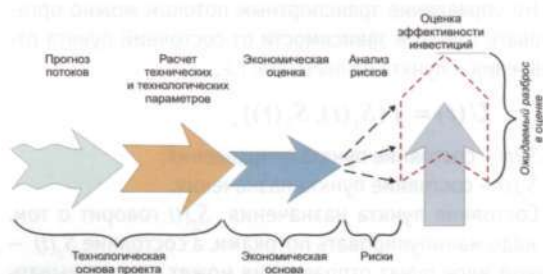 Оценка
эффективности
инвестиций
Прогноз
потоков
Расчет
технических
и технологический
параметров
Экономическая
оценка
Анализ
рисков
Ожидаемый разброс
в оценке
Технологическая
основа проекта
Экономическая
основа
Риски